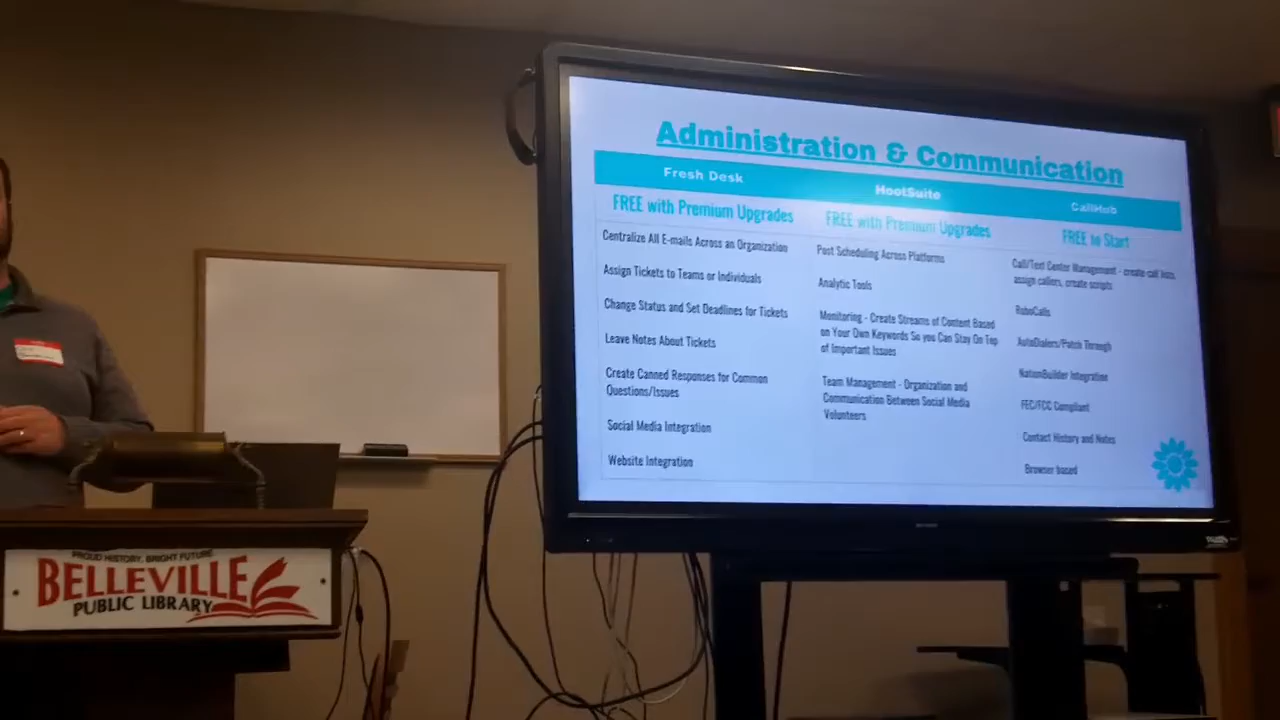 Administration & Communication
Fresh Desk
HootSuite
CallHub
FREE with Premium Upgrades
FREE with Premium Upgrades
FREE to Start
Centralize All E-mails Across an Organization
Assign Tickets to Teams or Individuals
Change Status and Set Deadlines for Tickets
Leave Notes About Tickets
Create Canned Responses for Common
Questions/Issues
Social Media Integration
Website Integration
Post Scheduling Across Platforms
Analytic Tools
Monitoring - Create Streams of Content Based
on Your Own Keywords So you Can Stay On Top
of Important Issues
Team Management - Organization and
Communication Between Social Media
Volunteers
Call/Text Center Management - create call lists,
assign callers, create scripts
RoboCalls
AutoDialers/Patch Through
NationBuilder Integration
FEC/FCC Compliant
Contact History and Notes
Browser based
PROUD HISTORY, BRIGHT FUTURE
BELLEVILLE
PUBLIC LIBRARY